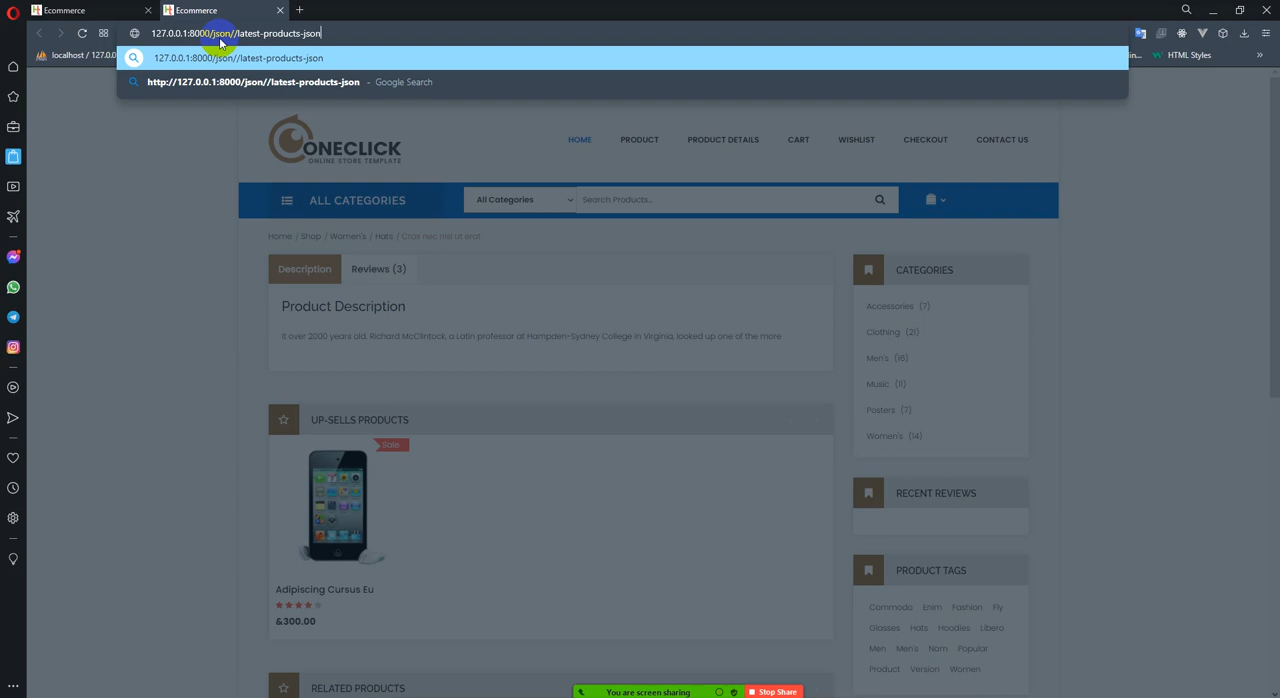 Ecommerce
Ecommerce
127.0.0.1:8000/json//latest-products-json
localhost / 127.0.0
in...
HTML Styles
127.0.0.1:8000/json//latest-products-json
http://127.0.0.1:8000/json//latest-products-json - Google Search
ONECLICK
ONLINE STORE TEMPLATE
HOME PRODUCT PRODUCT DETAILS CART WISHLIST CHECKOUT CONTACT US
ALL CATEGORIES
All Categories
Search Products...
Home / Shop / Women's / Hats / Cras nec nisl ut erat
Description Reviews (3)
Product Description
It over 2000 years old. Richard McClintock, a Latin professor at Hampden-Sydney College in Virginia, looked up one of the more
UP-SELLS PRODUCTS
Sale
Adipiscing Cursus Eu
&300.00
RELATED PRODUCTS
CATEGORIES
Accessories (7)
Clothing (21)
Men's (16)
Music (11)
Posters (7)
Women's (14)
RECENT REVIEWS
PRODUCT TAGS
Commodo Enim Fashion Fly
Glasses Hats Hoodies Libero
Men Men's Nam Popular
Product Version Women
You are screen sharing
Stop Share